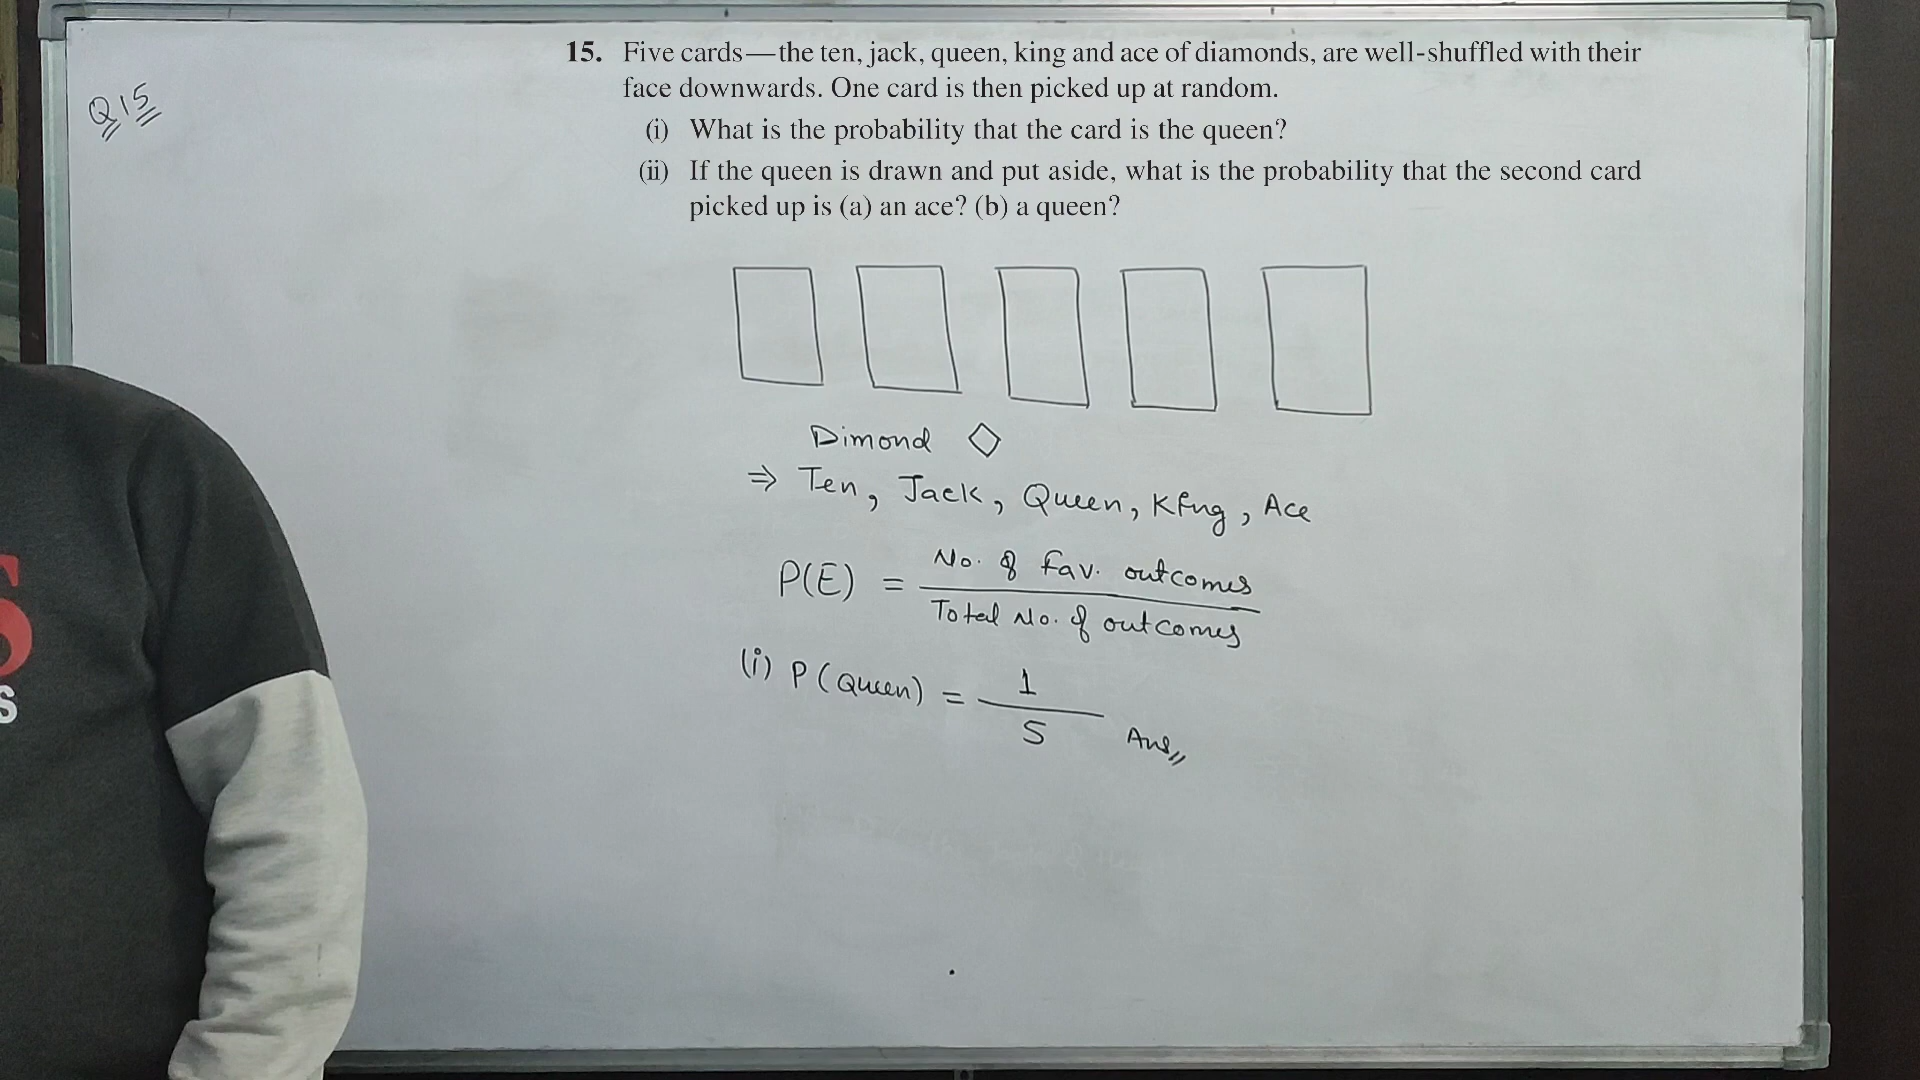 Q15
15. Five cards—the ten, jack, queen, king and ace of diamonds, are well-shuffled with their
face downwards. One card is then picked up at random.
(i) What is the probability that the card is the queen?
(ii) If the queen is drawn and put aside, what is the probability that the second card
picked up is (a) an ace? (b) a queen?
Dimond ◇
⇒ Ten, Jack, Queen, King, Ace
P(E) = No. of Fav. outcomes
Total No. of outcomes
(i) P(Queen) = 1
5 Ans
S